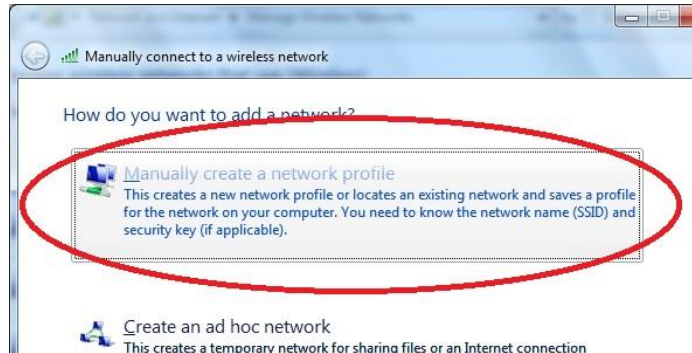 Manually connect to a wireless network
How do you want to add a network?
Manually create a network profile
This creates a new network profile or locates an existing network and saves a profile
for the network on your computer. You need to know the network name (SSID) and
security key (if applicable).
Create an ad hoc network
This creates a temporary network for sharing files or an Internet connection